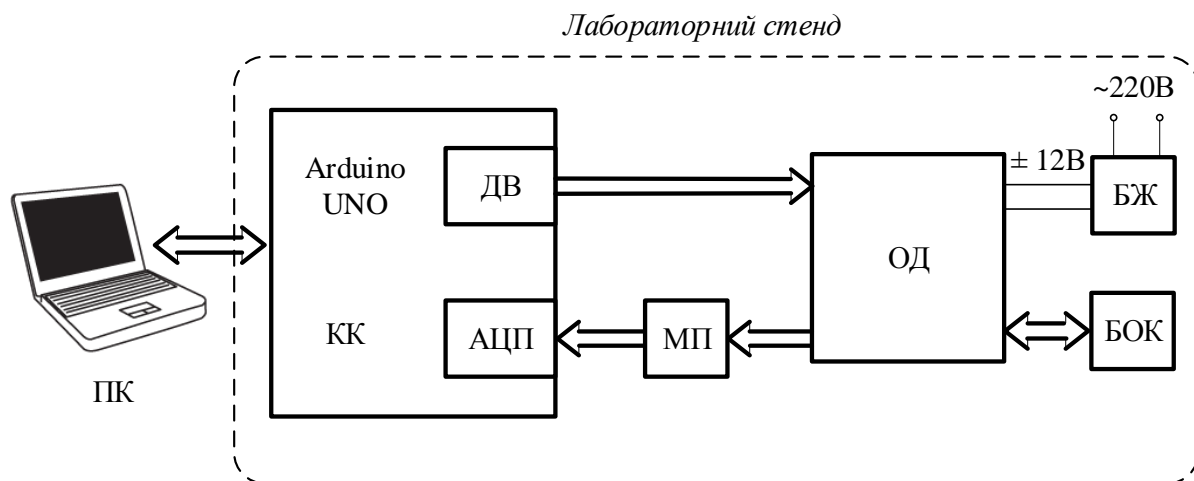 Лабораторний стенд
~220В
Arduino
UNO
ДВ
± 12В
БЖ
ОД
КК
АЦП
МП
БОК
ПК